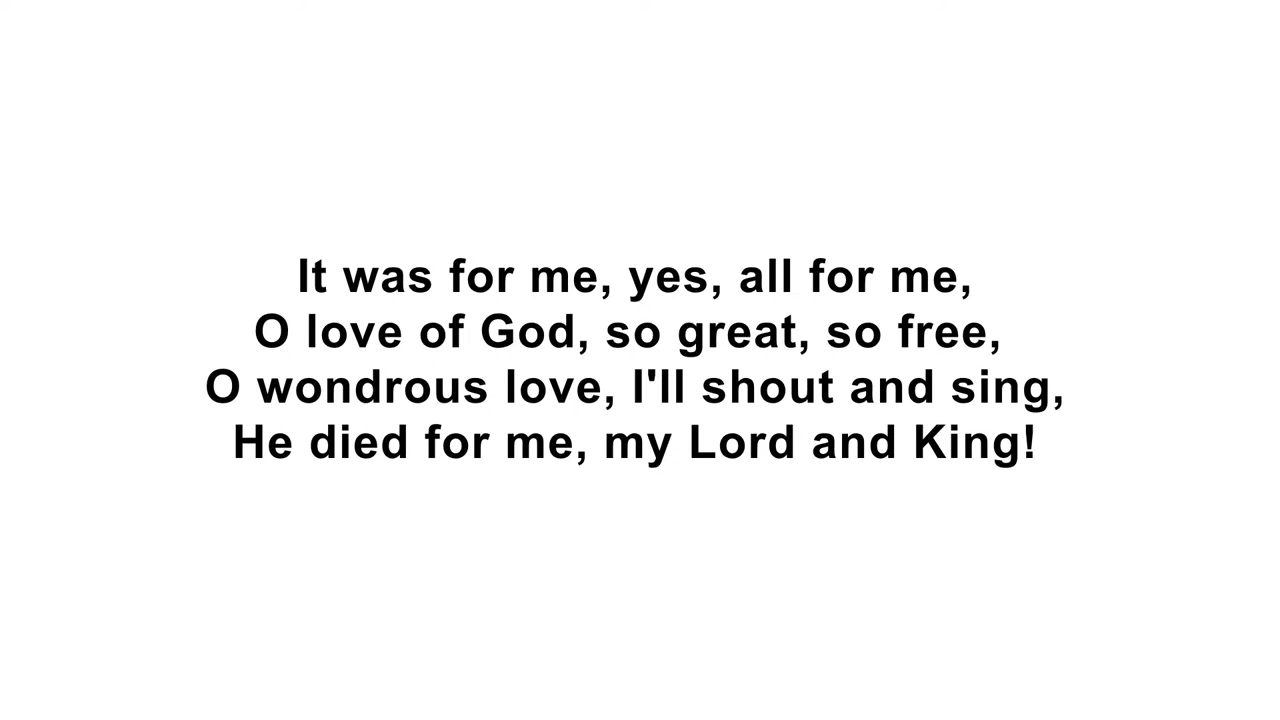 It was for me, yes, all for me,
O love of God, so great, so free,
O wondrous love, I'll shout and sing,
He died for me, my Lord and King!